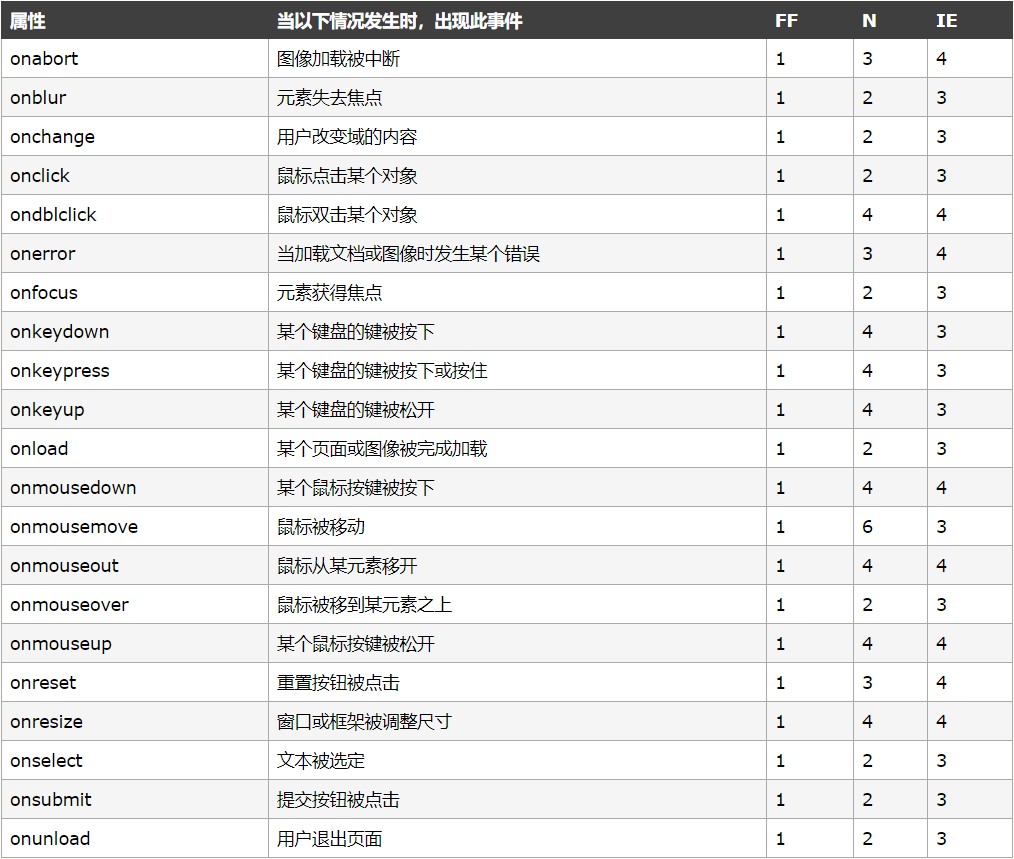 属性 当以下情况发生时，出现此事件 FF N IE
onabort 图像加载被中断 1 3 4
onblur 元素失去焦点 1 2 3
onchange 用户改变域的内容 1 2 3
onclick 鼠标点击某个对象 1 2 3
ondblclick 鼠标双击某个对象 1 4 4
onerror 当加载文档或图像时发生某个错误 1 3 4
onfocus 元素获得焦点 1 2 3
onkeydown 某个键盘的键被按下 1 4 3
onkeypress 某个键盘的键被按下或按住 1 4 3
onkeyup 某个键盘的键被松开 1 4 3
onload 某个页面或图像被完成加载 1 2 3
onmousedown 某个鼠标按键被按下 1 4 4
onmousemove 鼠标被移动 1 6 3
onmouseout 鼠标从某元素移开 1 4 4
onmouseover 鼠标被移到某元素之上 1 2 3
onmouseup 某个鼠标按键被松开 1 4 4
onreset 重置按钮被点击 1 3 4
onresize 窗口或框架被调整尺寸 1 4 4
onselect 文本被选定 1 2 3
onsubmit 提交按钮被点击 1 2 3
onunload 用户退出页面 1 2 3